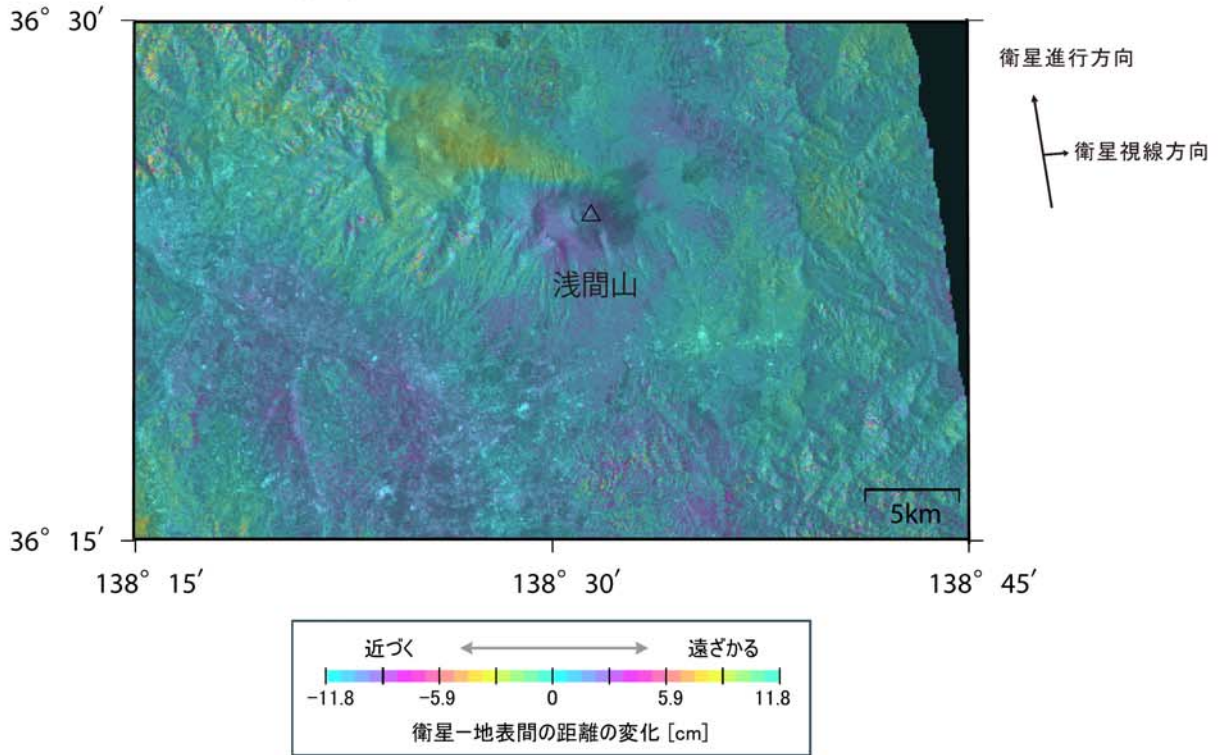 36° 30′
衛星進行方向
衛星視線方向
△
浅間山
5km
36° 15′
138° 15′ 138° 30′ 138° 45′
近づく 遠ざかる
-11.8 -5.9 0 5.9 11.8
衛星－地表間の距離の変化 [cm]